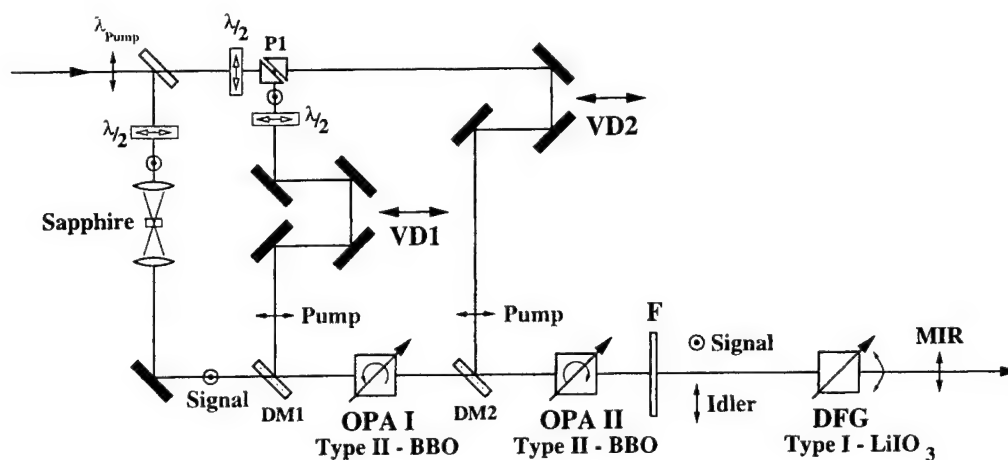 λPump
λ/2
P1
λ/2
λ/2
VD2
Sapphire
VD1
Pump
Pump
F
Signal
MIR
Signal
DM1
DM2
Idler
OPA I
OPA II
DFG
Type II - BBO
Type II - BBO
Type I - LiIO3